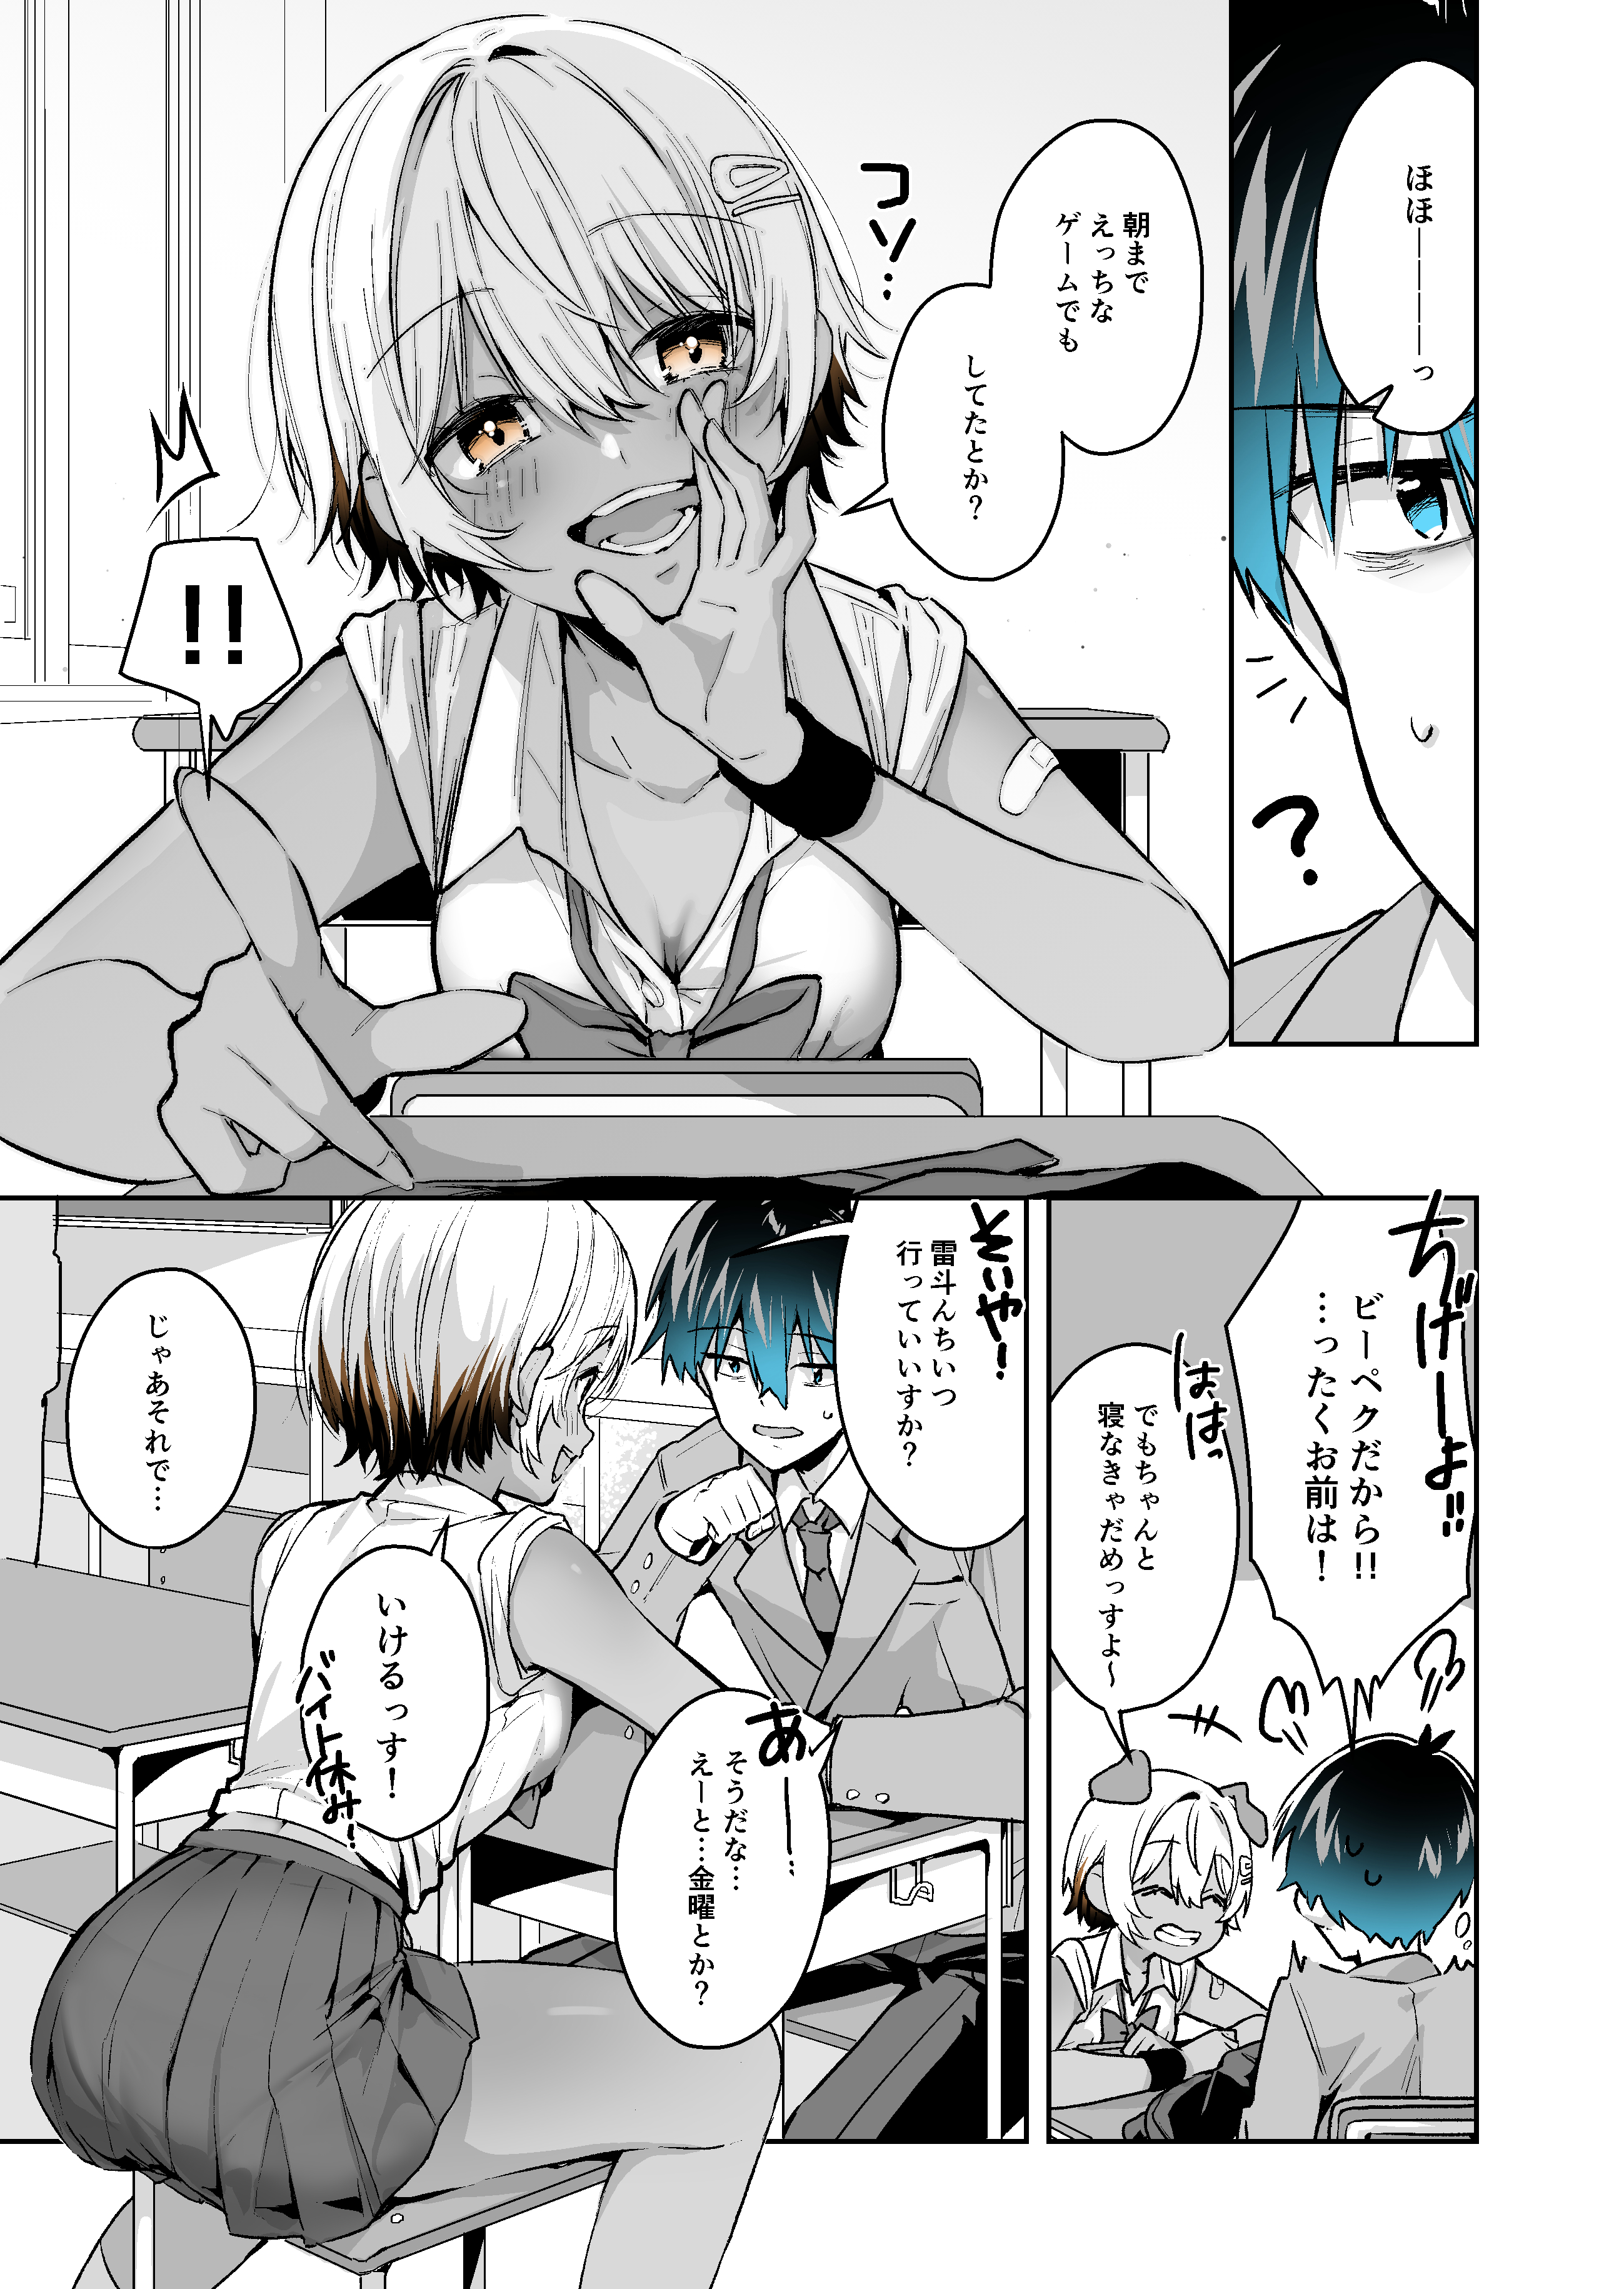 ほほ————っ
?
朝まで
えっちな
ゲームでも
してたとか?
コソ…
!!
ちげーよ!!
ビーペクだから!!
…ったくお前は!
ははっ
でもちゃんと
寝なきゃだめっすよ～
そいや!
雷斗んちいつ
行っていいすか?
あ——…
そうだな…
えーと…金曜とか?
いけるっす!
バイト休み!
じゃあそれで…